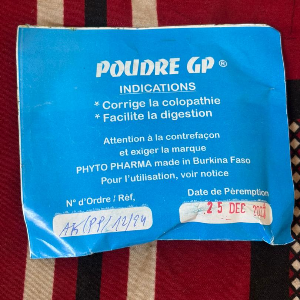 POUDRE GP ®
INDICATIONS
* Corrige la colopathie
* Facilite la digestion
Attention à la contrefaçon
et exiger la marque
PHYTO PHARMA made in Burkina Faso
Pour l'utilisation, voir notice
N° d'Ordre / Réf.
Date de Péremption
25 DEC